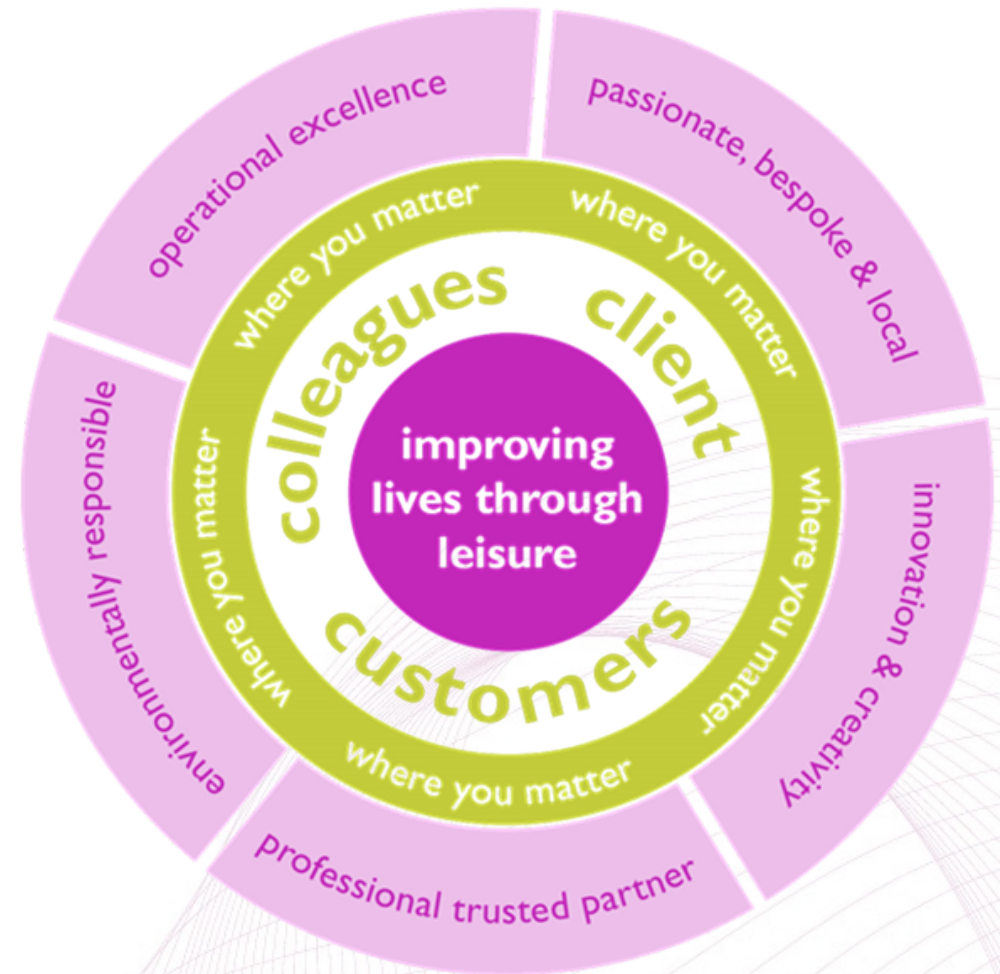 operational excellence
passionate, bespoke & local
innovation & creativity
professional trusted partner
environmentally responsible
where you matter
where you matter
where you matter
where you matter
where you matter
colleagues
client
customers
improving
lives through
leisure